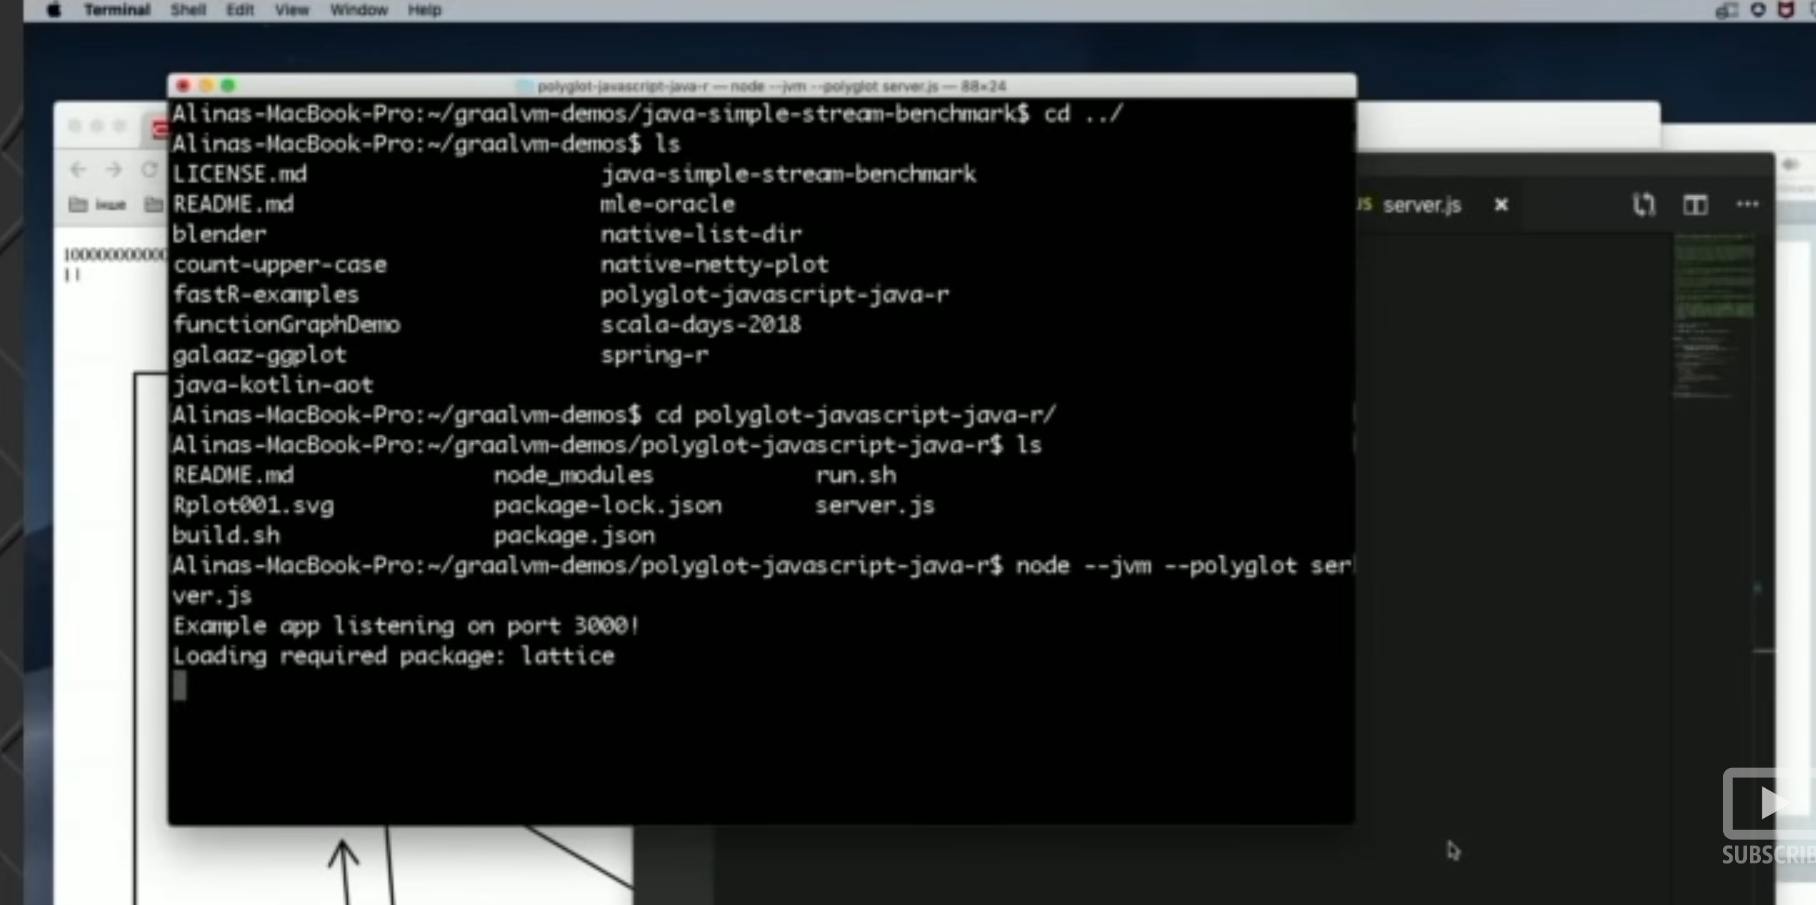 Terminal Shell Edit View Window Help
polyglot-javascript-java-r — node --jvm --polyglot server.js — 88×24
Alinas-MacBook-Pro:~/graalvm-demos/java-simple-stream-benchmark$ cd ../
Alinas-MacBook-Pro:~/graalvm-demos$ ls
LICENSE.md java-simple-stream-benchmark
README.md mle-oracle
blender native-list-dir
count-upper-case native-netty-plot
fastR-examples polyglot-javascript-java-r
functionGraphDemo scala-days-2018
galaaz-ggplot spring-r
java-kotlin-aot
Alinas-MacBook-Pro:~/graalvm-demos$ cd polyglot-javascript-java-r/
Alinas-MacBook-Pro:~/graalvm-demos/polyglot-javascript-java-r$ ls
README.md node_modules run.sh
Rplot001.svg package-lock.json server.js
build.sh package.json
Alinas-MacBook-Pro:~/graalvm-demos/polyglot-javascript-java-r$ node --jvm --polyglot ser
ver.js
Example app listening on port 3000!
Loading required package: lattice
інше
JS server.js
SUBSCRIB